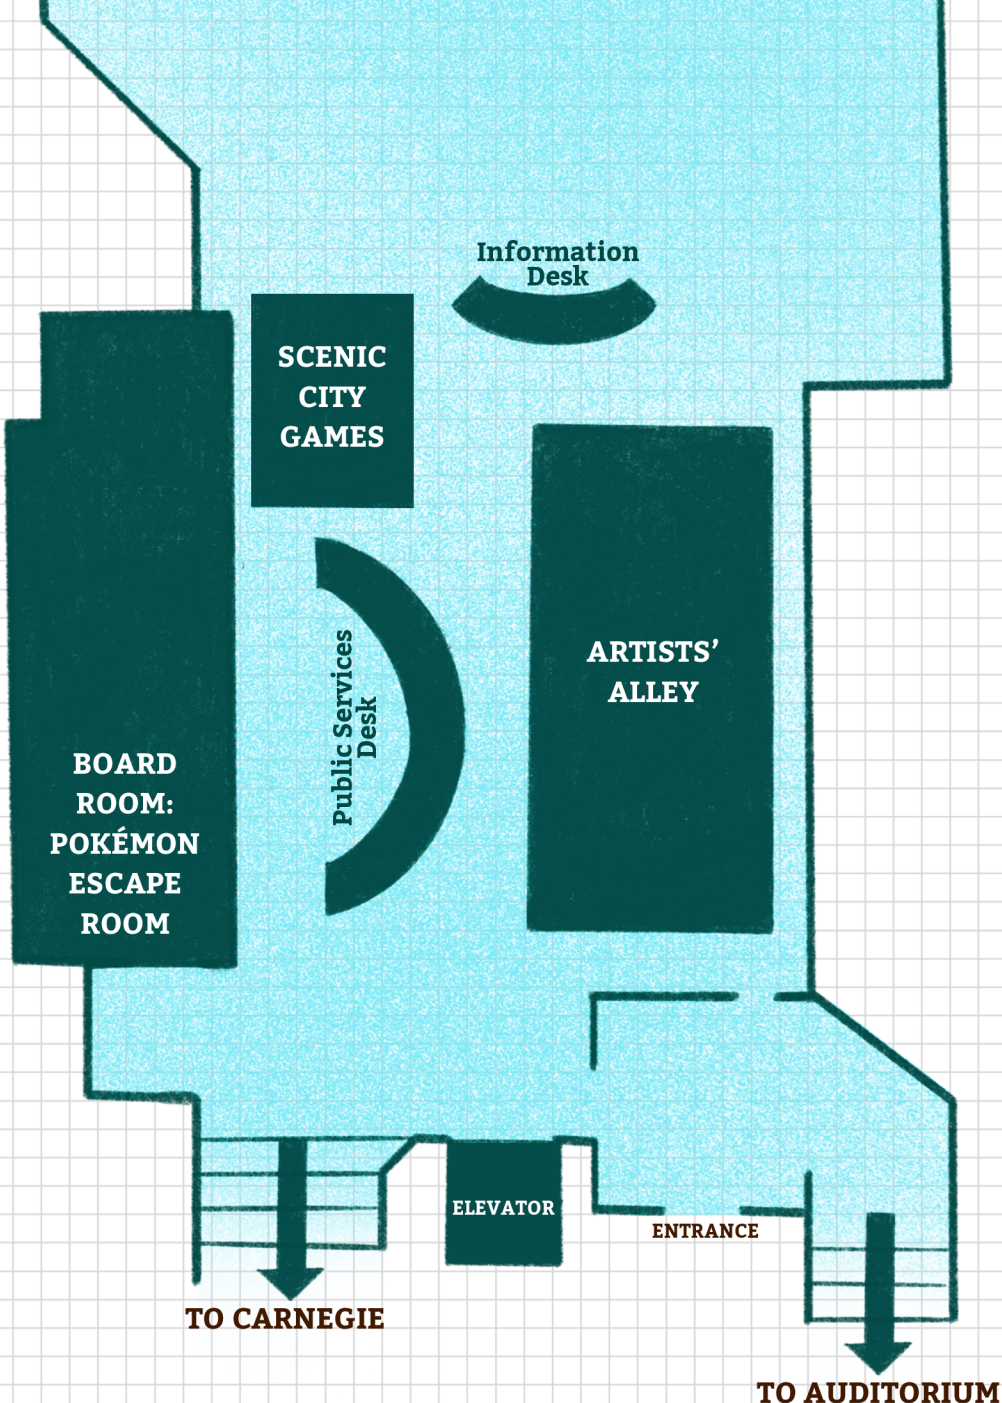 Information
Desk
SCENIC
CITY
GAMES
Public Services
Desk
ARTISTS’
ALLEY
BOARD
ROOM:
POKÉMON
ESCAPE
ROOM
ELEVATOR
ENTRANCE
TO CARNEGIE
TO AUDITORIUM